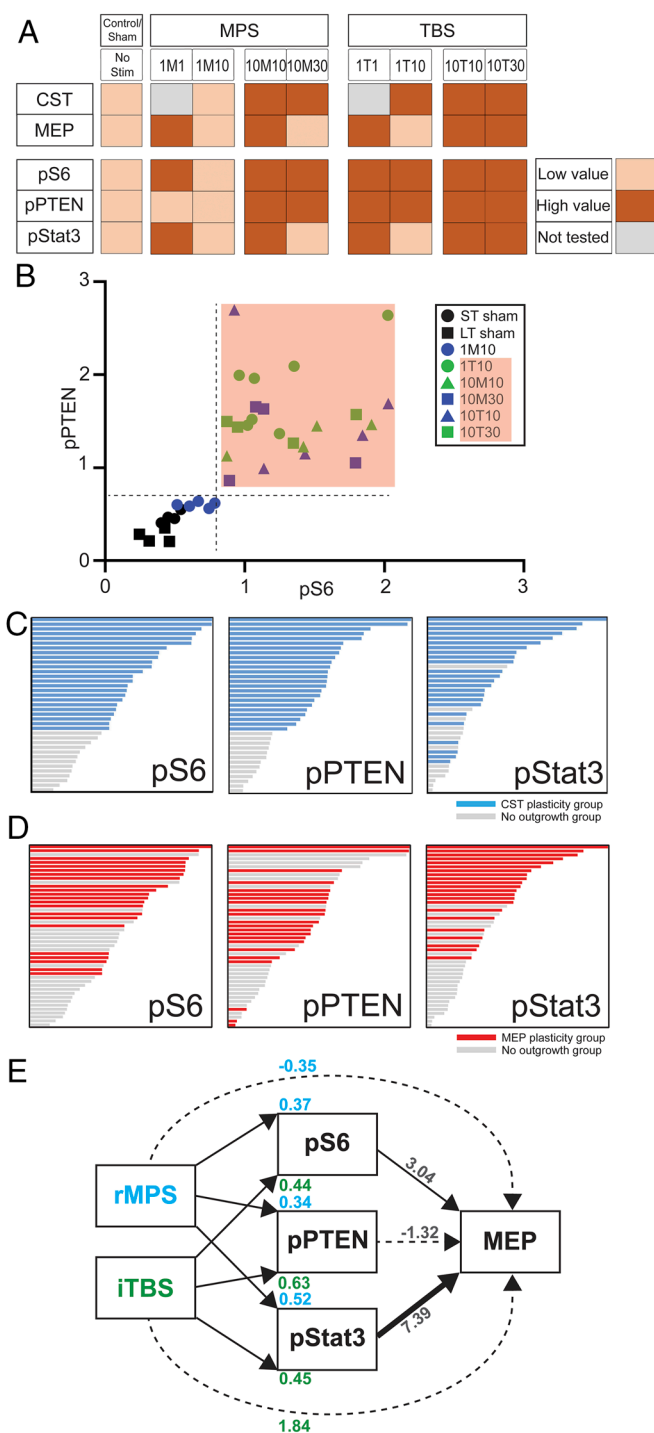 A
Control/
Sham
MPS
TBS
No
Stim
1M1
1M10
10M10
10M30
1T1
1T10
10T10
10T30
CST
MEP
pS6
pPTEN
pStat3
Low value
High value
Not tested
B
3
2
1
0
pPTEN
0
1
2
3
pS6
ST sham
LT sham
1M10
1T10
10M10
10M30
10T10
10T30
C
pS6
pPTEN
pStat3
CST plasticity group
No outgrowth group
D
pS6
pPTEN
pStat3
MEP plasticity group
No outgrowth group
E
-0.35
0.37
pS6
3.04
rMPS
0.44
0.34
pPTEN
-1.32
MEP
iTBS
0.63
0.52
pStat3
7.39
0.45
1.84